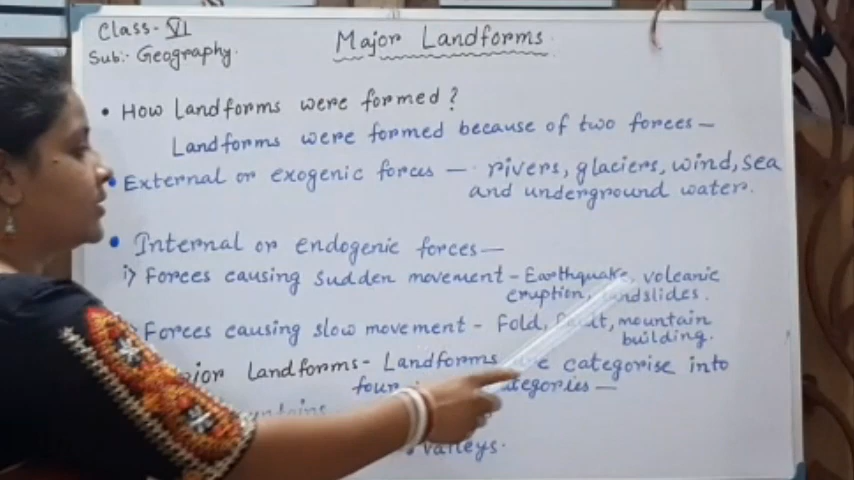 Class- VI
Sub:- Geography.
Major Landforms
• How landforms were formed?
Landforms were formed because of two forces—
• External or exogenic forces — rivers, glaciers, wind, sea
and underground water.
• Internal or endogenic forces—
i) Forces causing sudden movement - Earthquake, volcanic
eruption,
Forces causing slow movement - Fold, mountain
building.
landforms- Landforms categorise into
four
valleys.